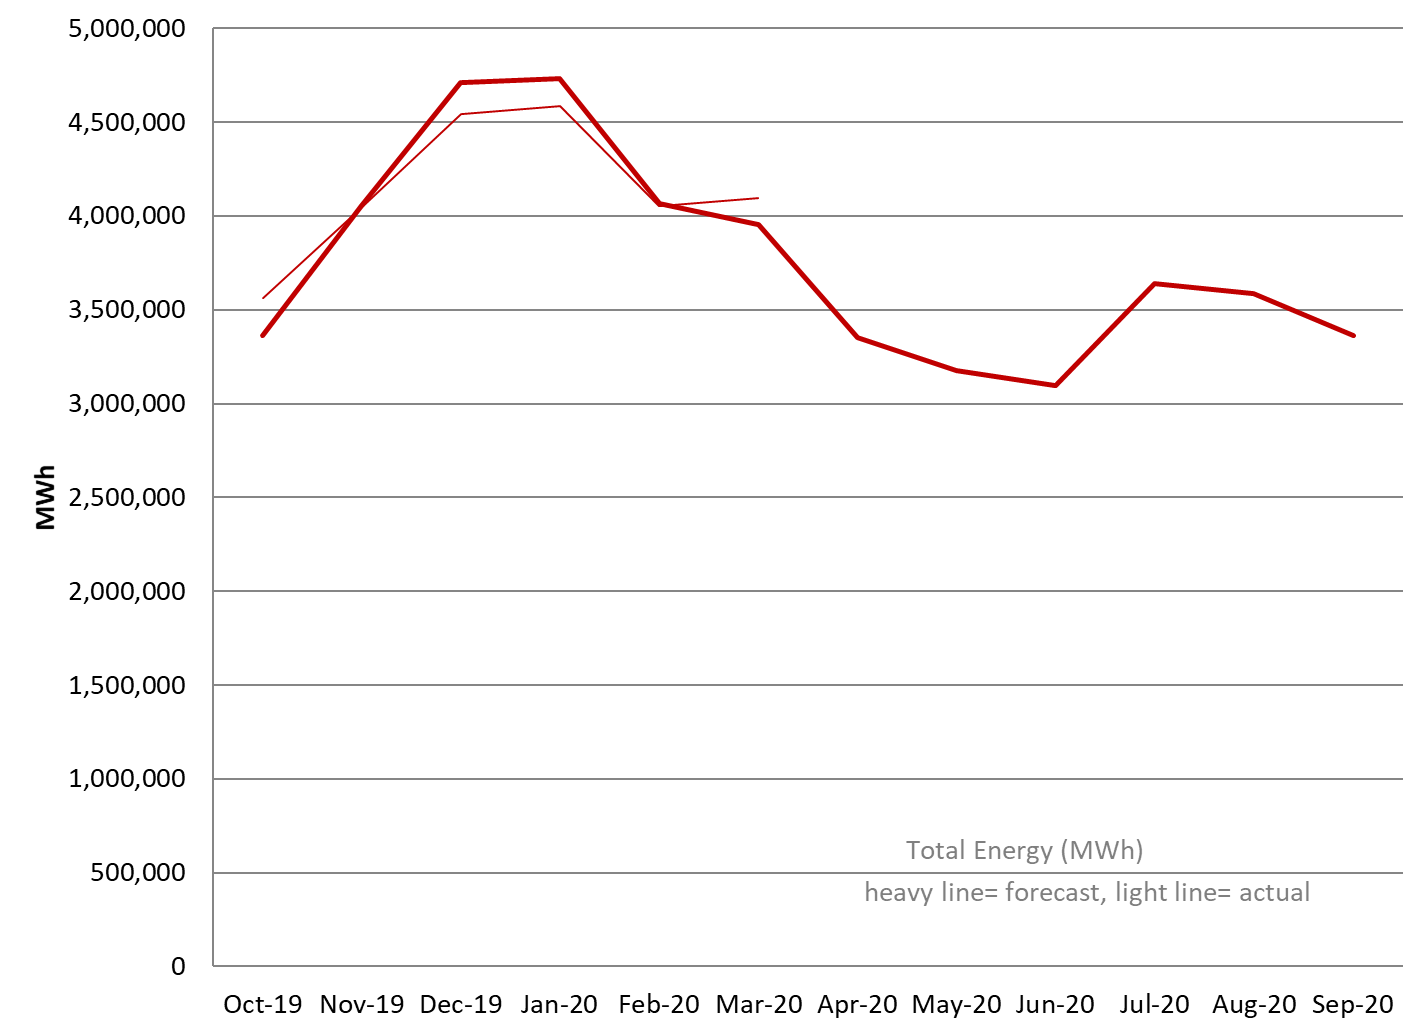 5,000,000
4,500,000
4,000,000
3,500,000
3,000,000
2,500,000
2,000,000
1,500,000
1,000,000
500,000
0
MWh
Total Energy (MWh)
heavy line= forecast, light line= actual
Oct-19 Nov-19 Dec-19 Jan-20 Feb-20 Mar-20 Apr-20 May-20 Jun-20 Jul-20 Aug-20 Sep-20